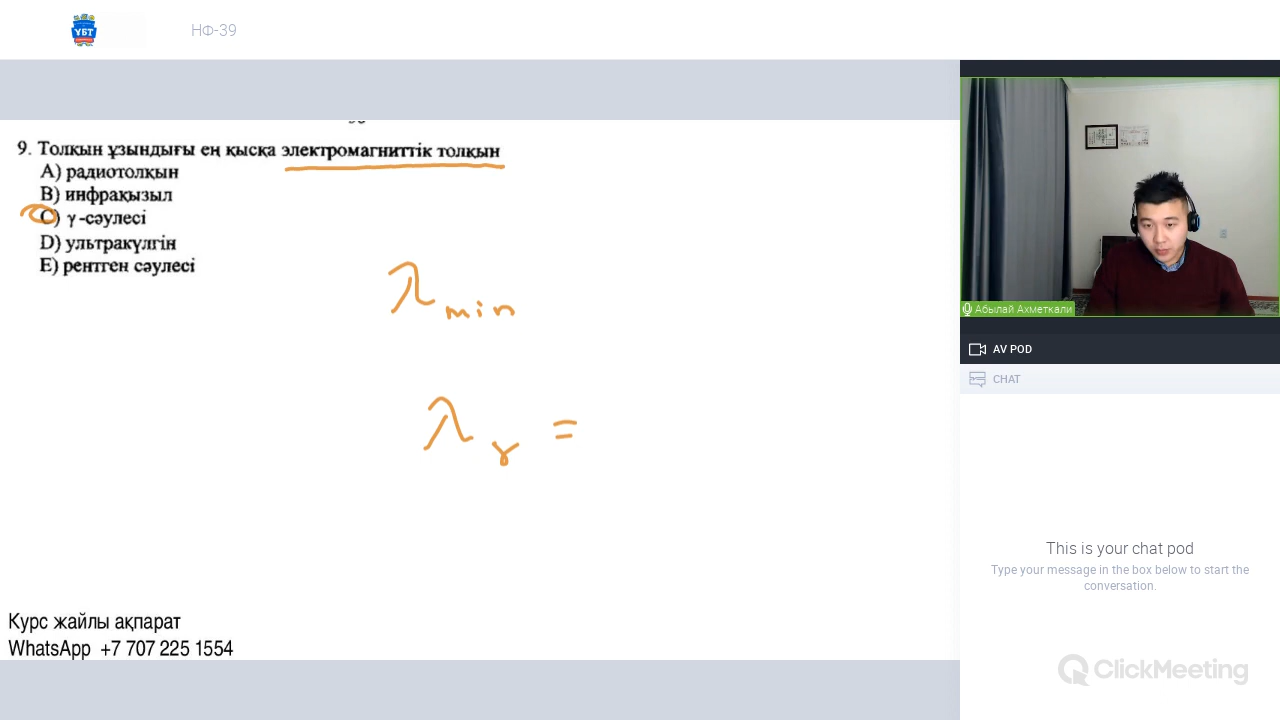 ҰБТ
НФ-39
9. Толқын ұзындығы ең қысқа электромагниттік толқын
A) радиотолқын
B) инфрақызыл
C) γ -сәулесі
D) ультракүлгін
E) рентген сәулесі
λ min
λ γ =
Курс жайлы ақпарат
WhatsApp +7 707 225 1554
Абылай Ахметкали
AV POD
CHAT
This is your chat pod
Type your message in the box below to start the
conversation.
ClickMeeting